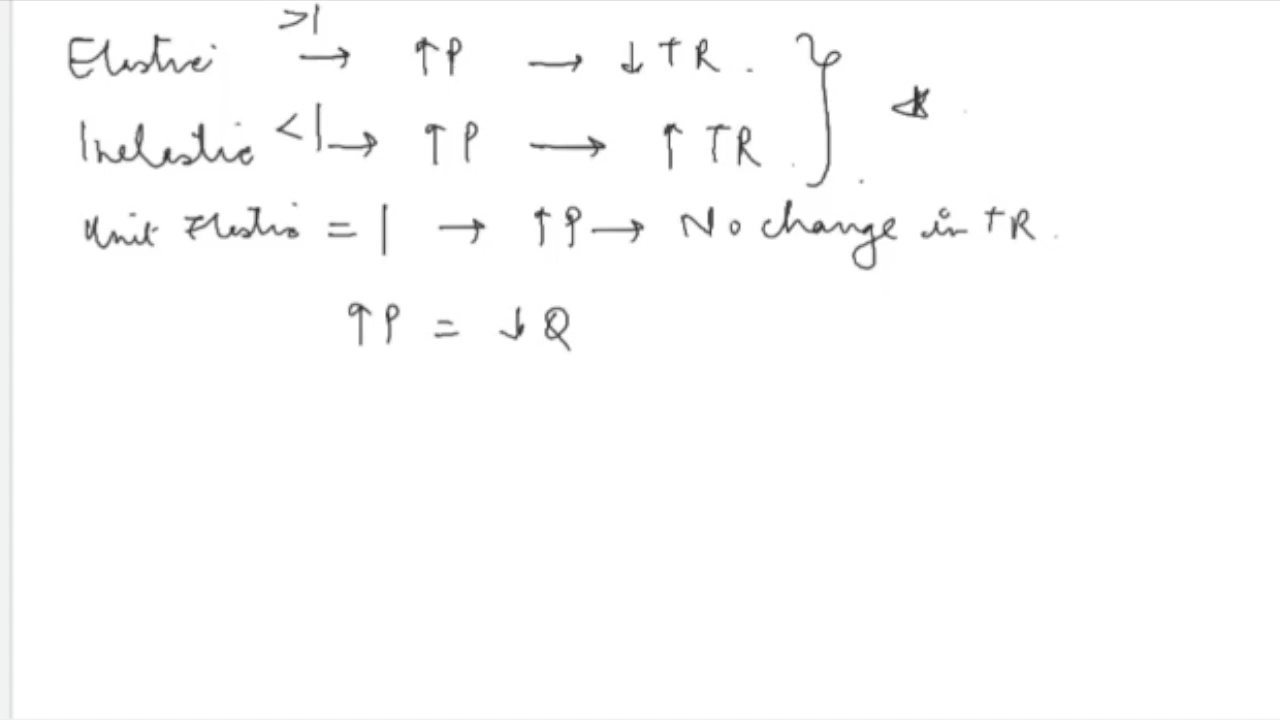 Elastic >1 → ↑P → ↓TR.
Inelastic <1 → ↑P → ↑TR.
Unit Elastic = 1 → ↑P → No change in TR.
↑P = ↓Q